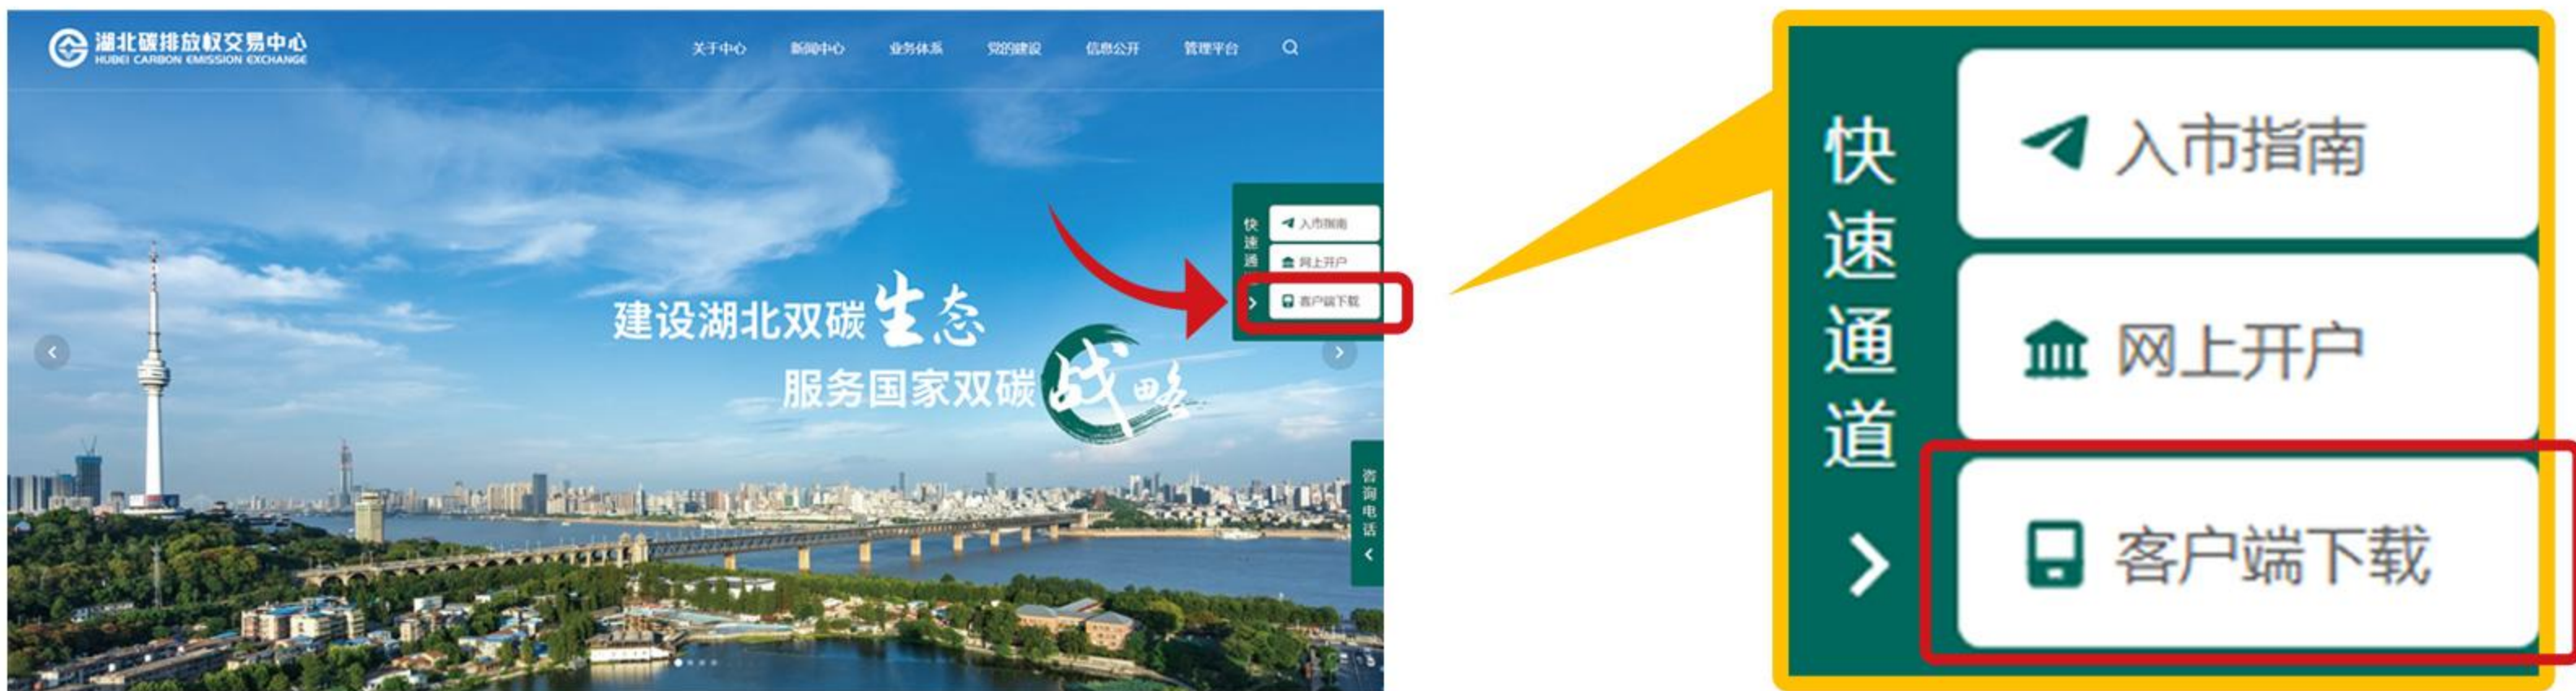 湖北碳排放权交易中心
HUBEI CARBON EMISSION EXCHANGE
关于中心 新闻中心 业务体系 党的建设 信息公开 管理平台
快速通
入市指南
网上开户
客户端下载
建设湖北双碳生态
服务国家双碳战略
咨询电话
快速通道
入市指南
网上开户
客户端下载